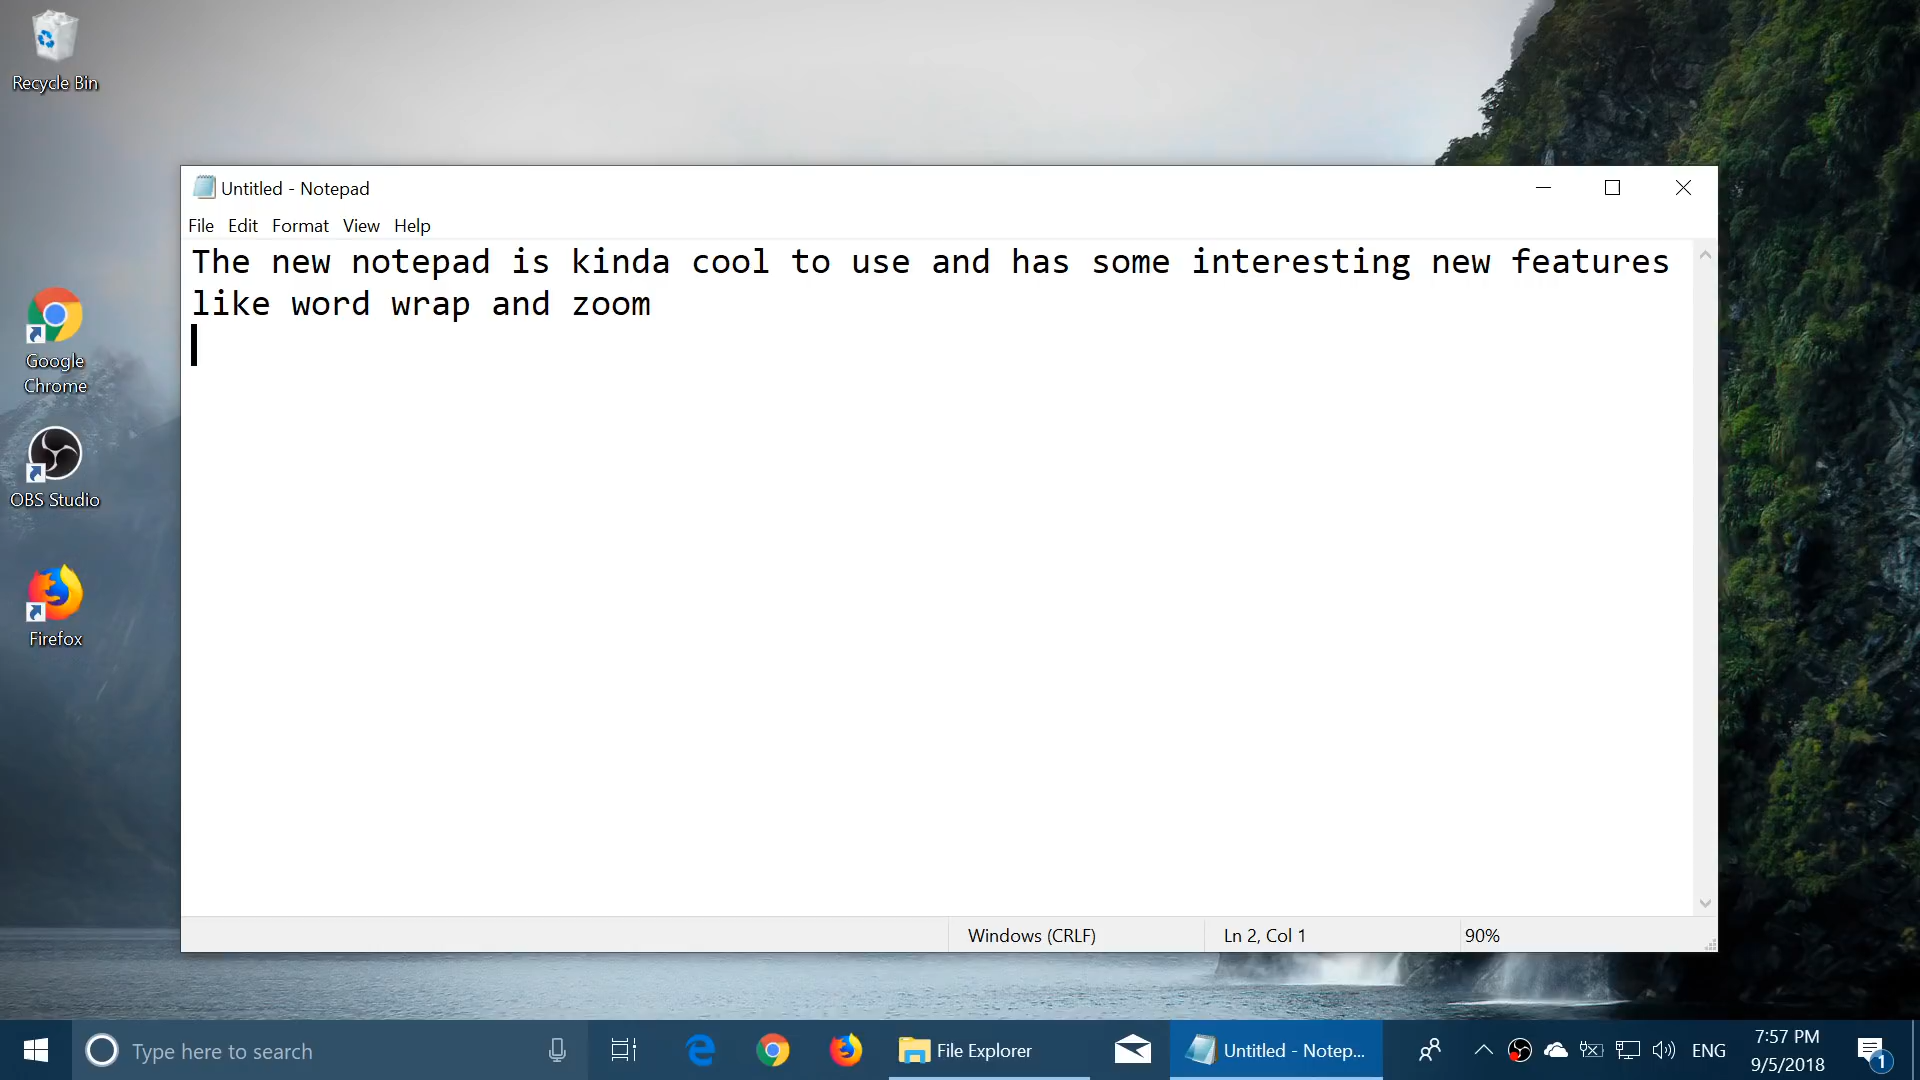 Recycle Bin
Untitled - Notepad
File Edit Format View Help
The new notepad is kinda cool to use and has some interesting new features
like word wrap and zoom
Google
Chrome
OBS Studio
Firefox
Windows (CRLF) Ln 2, Col 1 90%
Type here to search
File Explorer
Untitled - Notep...
ENG
7:57 PM
9/5/2018
1